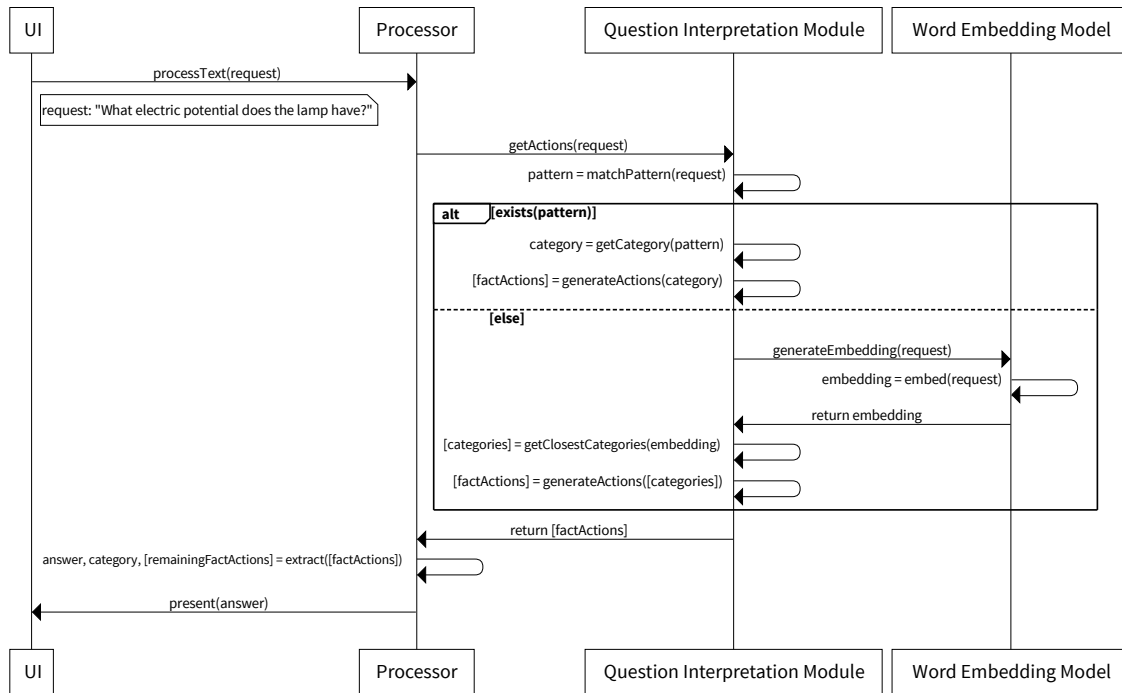 UI
Processor
Question Interpretation Module
Word Embedding Model
processText(request)
request: "What electric potential does the lamp have?"
getActions(request)
pattern = matchPattern(request)
alt
[exists(pattern)]
category = getCategory(pattern)
[factActions] = generateActions(category)
[else]
generateEmbedding(request)
embedding = embed(request)
return embedding
[categories] = getClosestCategories(embedding)
[factActions] = generateActions([categories])
return [factActions]
answer, category, [remainingFactActions] = extract([factActions])
present(answer)
UI
Processor
Question Interpretation Module
Word Embedding Model